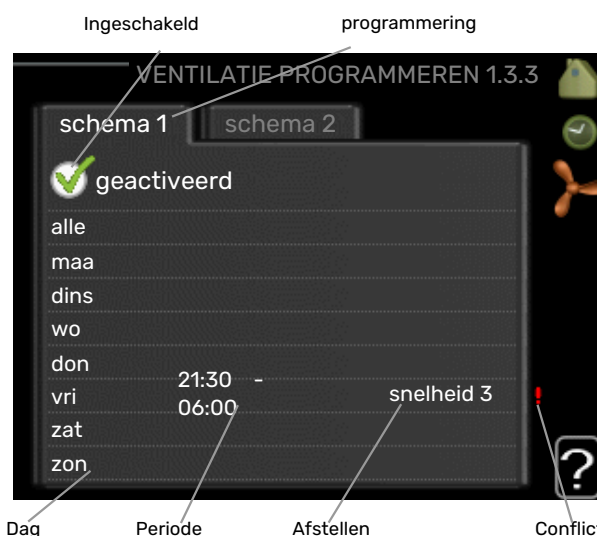 Ingeschakeld programmering
VENTILATIE PROGRAMMEREN 1.3.3
schema 1 schema 2
geactiveerd
alle
maa
dins
wo
don
vri 21:30 - 06:00 snelheid 3 !
zat
zon
?
Dag Periode Afstellen Conflict